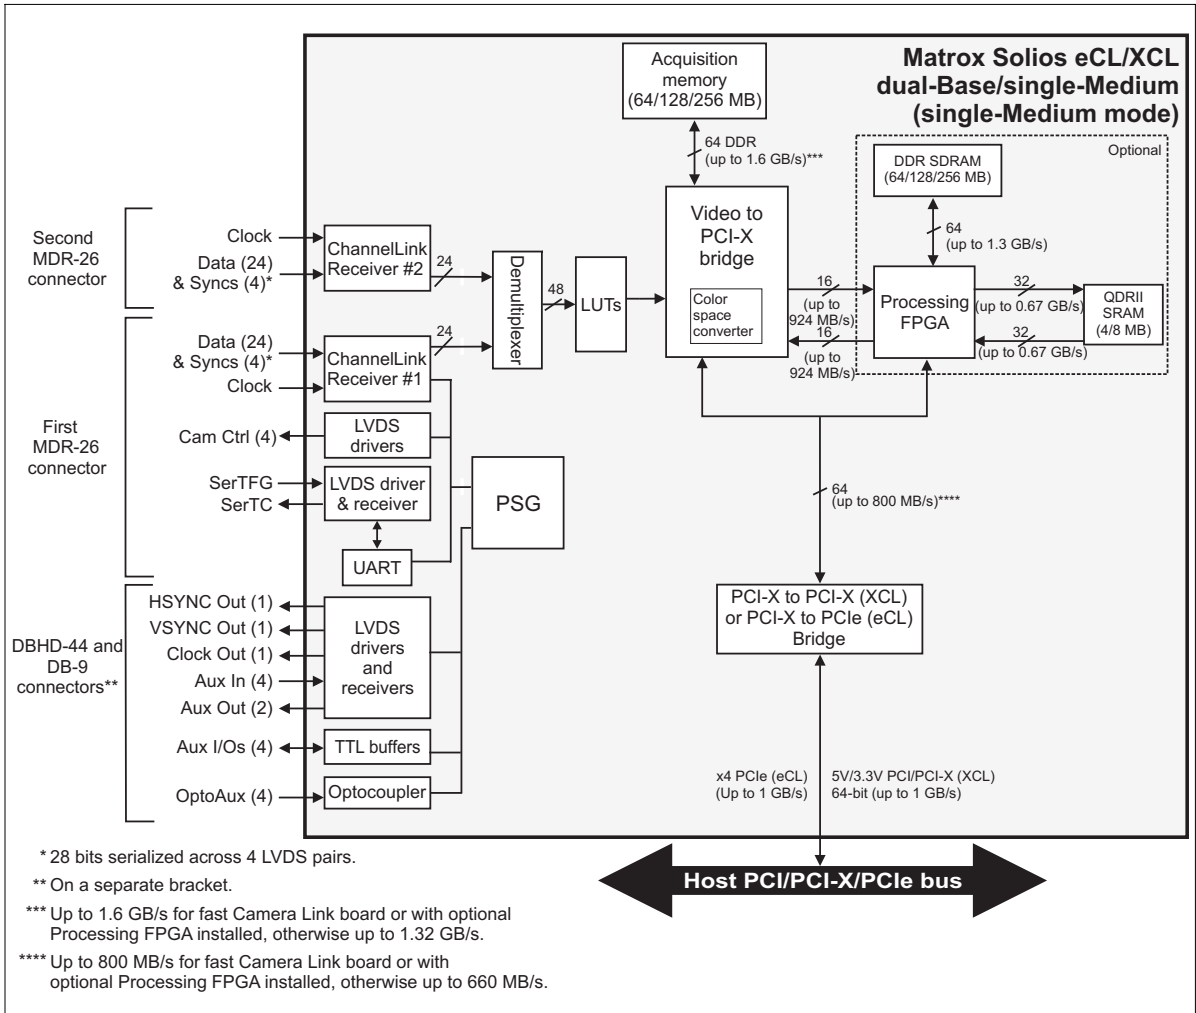 Matrox Solios eCL/XCL
dual-Base/single-Medium
(single-Medium mode)
Acquisition
memory
(64/128/256 MB)
64 DDR
(up to 1.6 GB/s)***
Optional
DDR SDRAM
(64/128/256 MB)
64
(up to 1.3 GB/s)
Second
MDR-26
connector
Clock
Data (24)
& Syncs (4)*
ChannelLink
Receiver #2
24
Demultiplexer
48
LUTs
Video to
PCI-X
bridge
Color
space
converter
16
(up to
924 MB/s)
16
(up to
924 MB/s)
Processing
FPGA
32
(up to 0.67 GB/s)
32
(up to 0.67 GB/s)
QDRII
SRAM
(4/8 MB)
First
MDR-26
connector
Data (24)
& Syncs (4)*
Clock
ChannelLink
Receiver #1
24
Cam Ctrl (4)
LVDS
drivers
SerTFG
SerTC
LVDS driver
& receiver
UART
PSG
64
(up to 800 MB/s)****
PCI-X to PCI-X (XCL)
or PCI-X to PCIe (eCL)
Bridge
DBHD-44 and
DB-9
connectors**
HSYNC Out (1)
VSYNC Out (1)
Clock Out (1)
Aux In (4)
Aux Out (2)
LVDS
drivers
and
receivers
Aux I/Os (4)
TTL buffers
OptoAux (4)
Optocoupler
x4 PCIe (eCL)
(Up to 1 GB/s)
5V/3.3V PCI/PCI-X (XCL)
64-bit (up to 1 GB/s)
Host PCI/PCI-X/PCIe bus
* 28 bits serialized across 4 LVDS pairs.
** On a separate bracket.
*** Up to 1.6 GB/s for fast Camera Link board or with optional
Processing FPGA installed, otherwise up to 1.32 GB/s.
**** Up to 800 MB/s for fast Camera Link board or with
optional Processing FPGA installed, otherwise up to 660 MB/s.